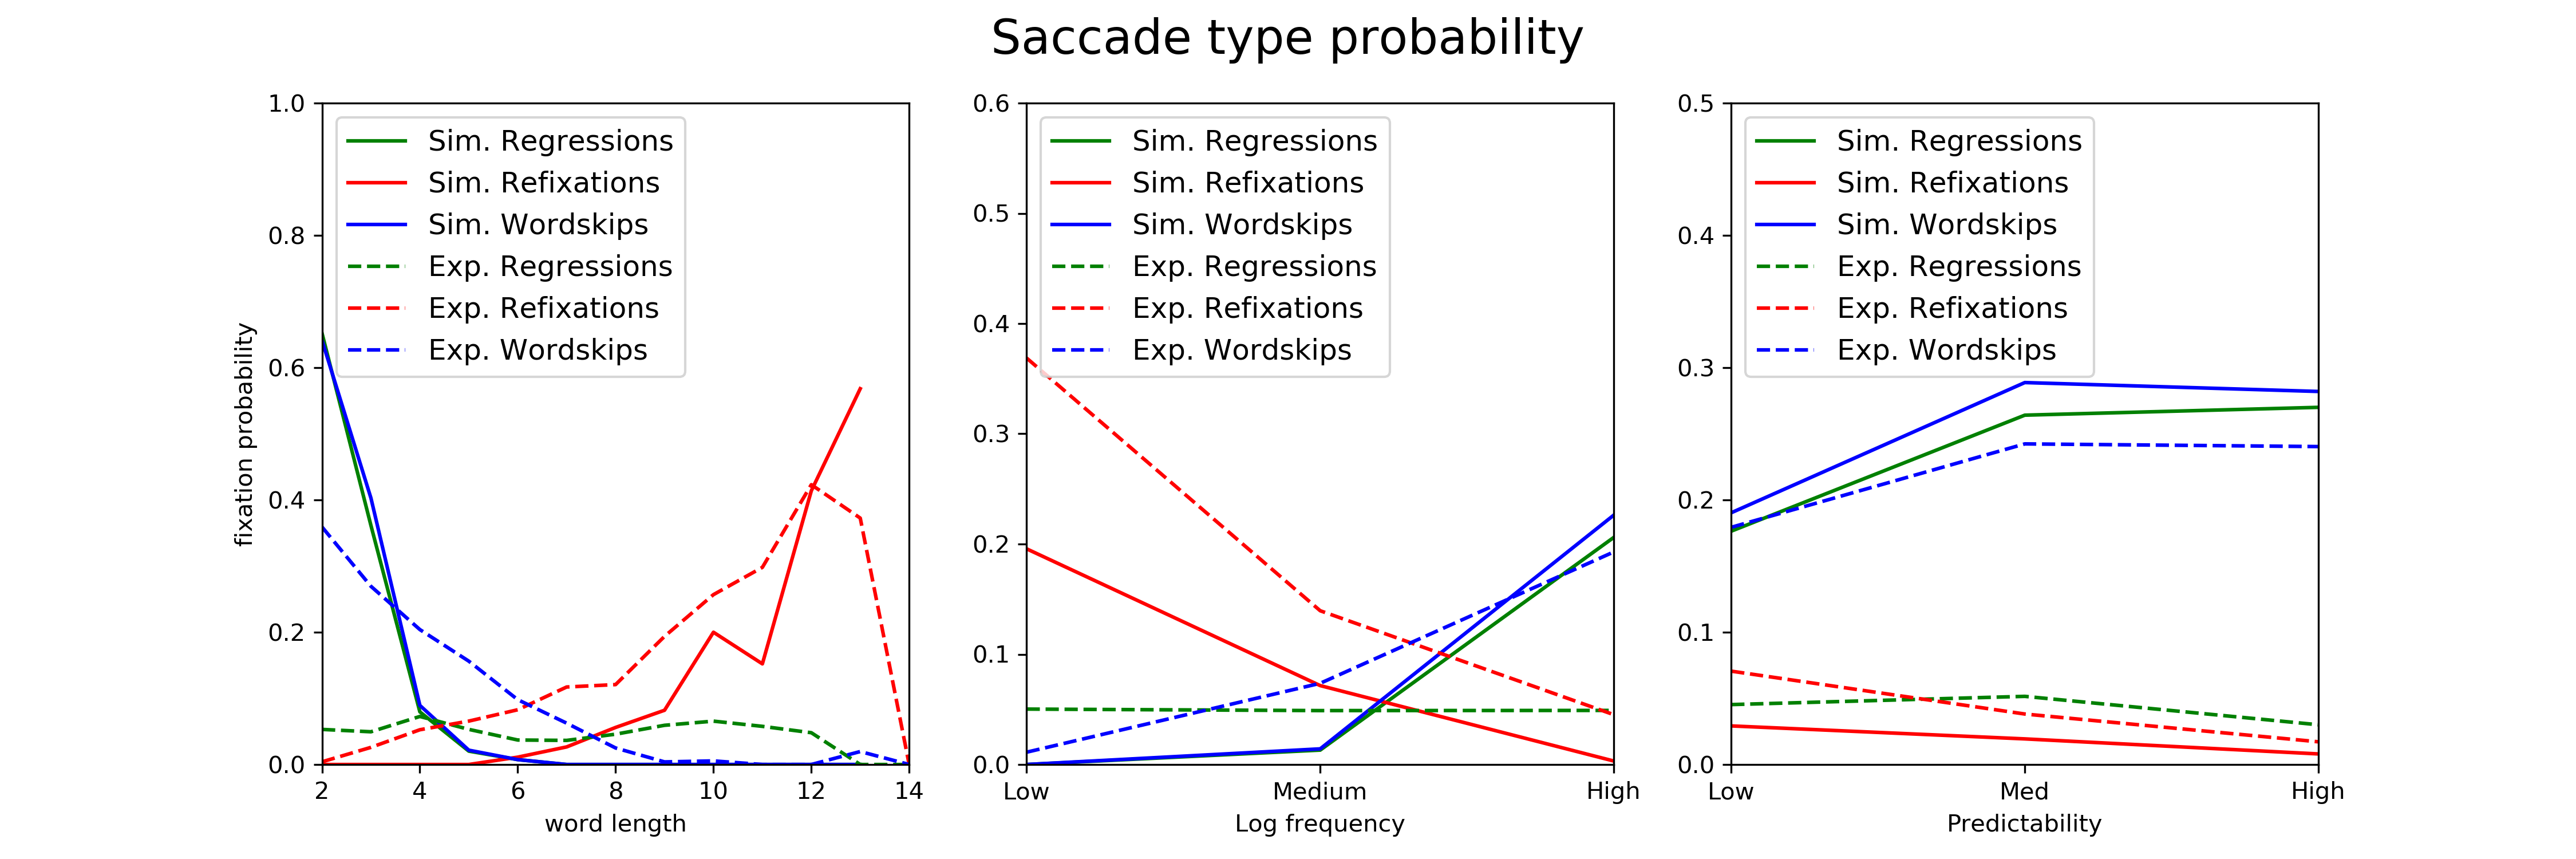 Saccade type probability
fixation probability
1.0
0.8
0.6
0.4
0.2
0.0
Sim. Regressions
Sim. Refixations
Sim. Wordskips
Exp. Regressions
Exp. Refixations
Exp. Wordskips
2 4 6 8 10 12 14
word length
0.6
0.5
0.4
0.3
0.2
0.1
0.0
Sim. Regressions
Sim. Refixations
Sim. Wordskips
Exp. Regressions
Exp. Refixations
Exp. Wordskips
Low Medium High
Log frequency
0.5
0.4
0.3
0.2
0.1
0.0
Sim. Regressions
Sim. Refixations
Sim. Wordskips
Exp. Regressions
Exp. Refixations
Exp. Wordskips
Low Med High
Predictability